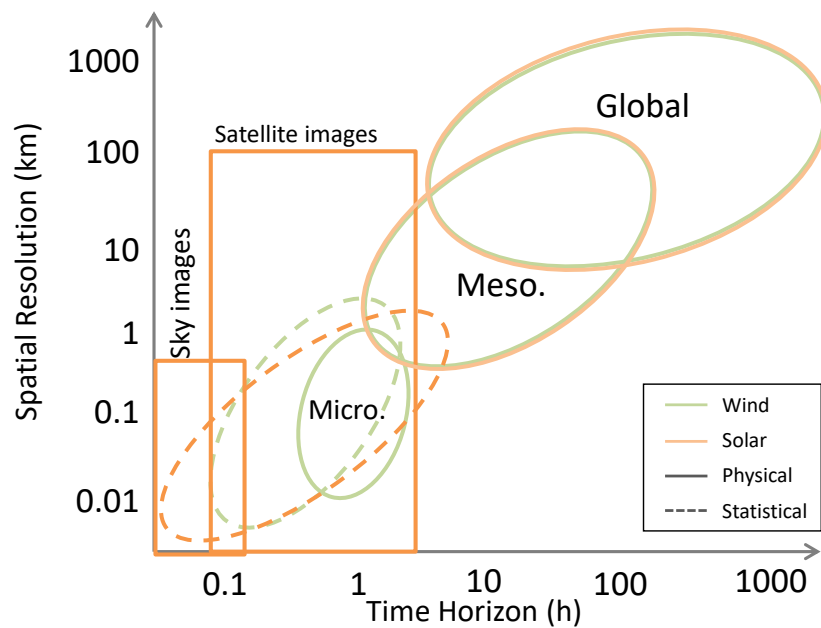 1000
100
10
1
0.1
0.01
Spatial Resolution (km)
Satellite images
Sky images
Global
Meso.
Micro.
Wind
Solar
Physical
Statistical
0.1 1 10 100 1000
Time Horizon (h)